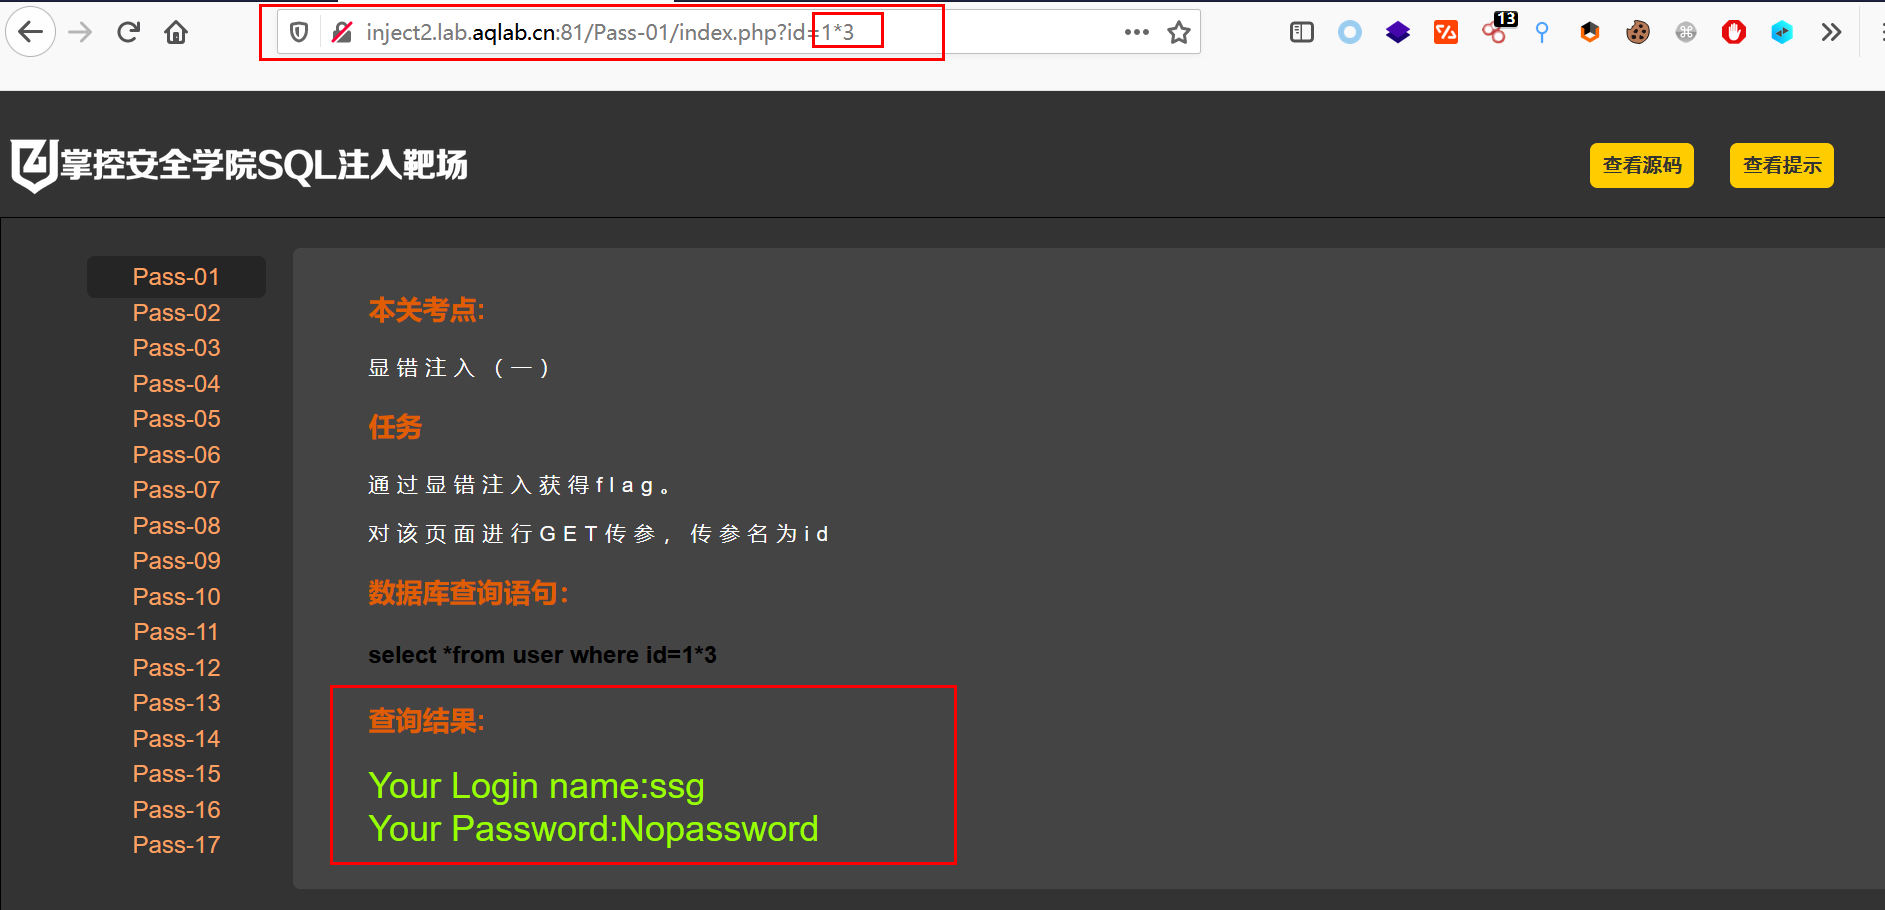 inject2.lab.aqlab.cn:81/Pass-01/index.php?id=1*3
13
掌控安全学院SQL注入靶场
查看源码
查看提示
Pass-01
Pass-02
Pass-03
Pass-04
Pass-05
Pass-06
Pass-07
Pass-08
Pass-09
Pass-10
Pass-11
Pass-12
Pass-13
Pass-14
Pass-15
Pass-16
Pass-17
本关考点:
显错注入（一）
任务
通过显错注入获得flag。
对该页面进行GET传参，传参名为id
数据库查询语句：
select *from user where id=1*3
查询结果:
Your Login name:ssg
Your Password:Nopassword